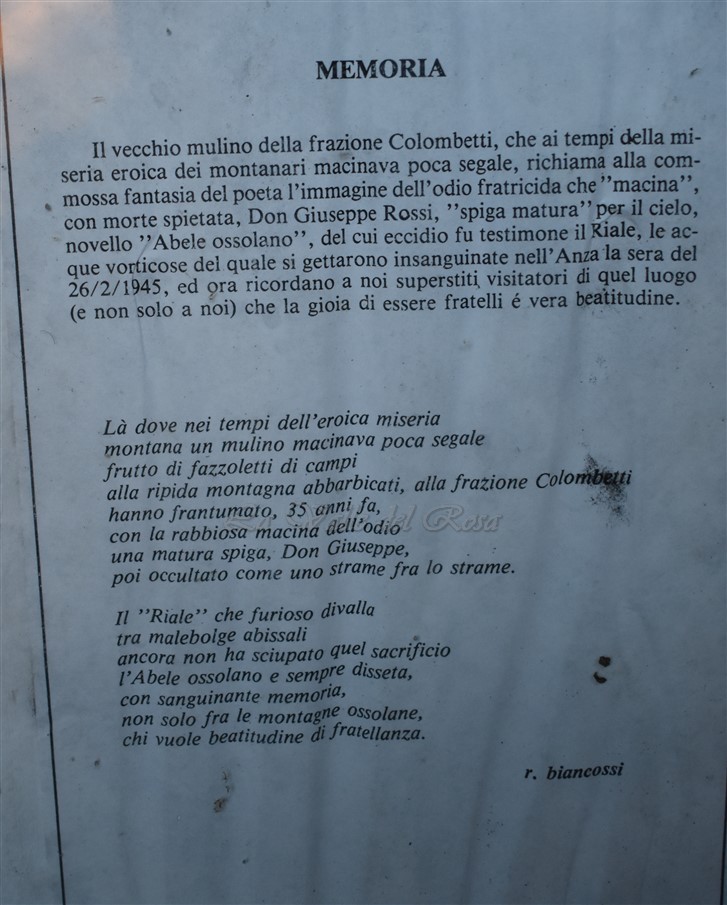 MEMORIA
Il vecchio mulino della frazione Colombetti, che ai tempi della mi-
seria eroica dei montanari macinava poca segale, richiama alla com-
mossa fantasia del poeta l'immagine dell'odio fratricida che "macina",
con morte spietata, Don Giuseppe Rossi, "spiga matura" per il cielo,
novello "Abele ossolano", del cui eccidio fu testimone il Riale, le ac-
que vorticose del quale si gettarono insanguinate nell'Anza la sera del
26/2/1945, ed ora ricordano a noi superstiti visitatori di quel luogo
(e non solo a noi) che la gioia di essere fratelli é vera beatitudine.
Là dove nei tempi dell'eroica miseria
montana un mulino macinava poca segale
frutto di fazzoletti di campi
alla ripida montagna abbarbicati, alla frazione Colombetti
hanno frantumato, 35 anni fa,
con la rabbiosa macina dell'odio
una matura spiga, Don Giuseppe,
poi occultato come uno strame fra lo strame.
Il "Riale" che furioso divalla
tra malebolge abissali
ancora non ha sciupato quel sacrificio
l'Abele ossolano e sempre disseta,
con sanguinante memoria,
non solo fra le montagne ossolane,
chi vuole beatitudine di fratellanza.
r. biancossi